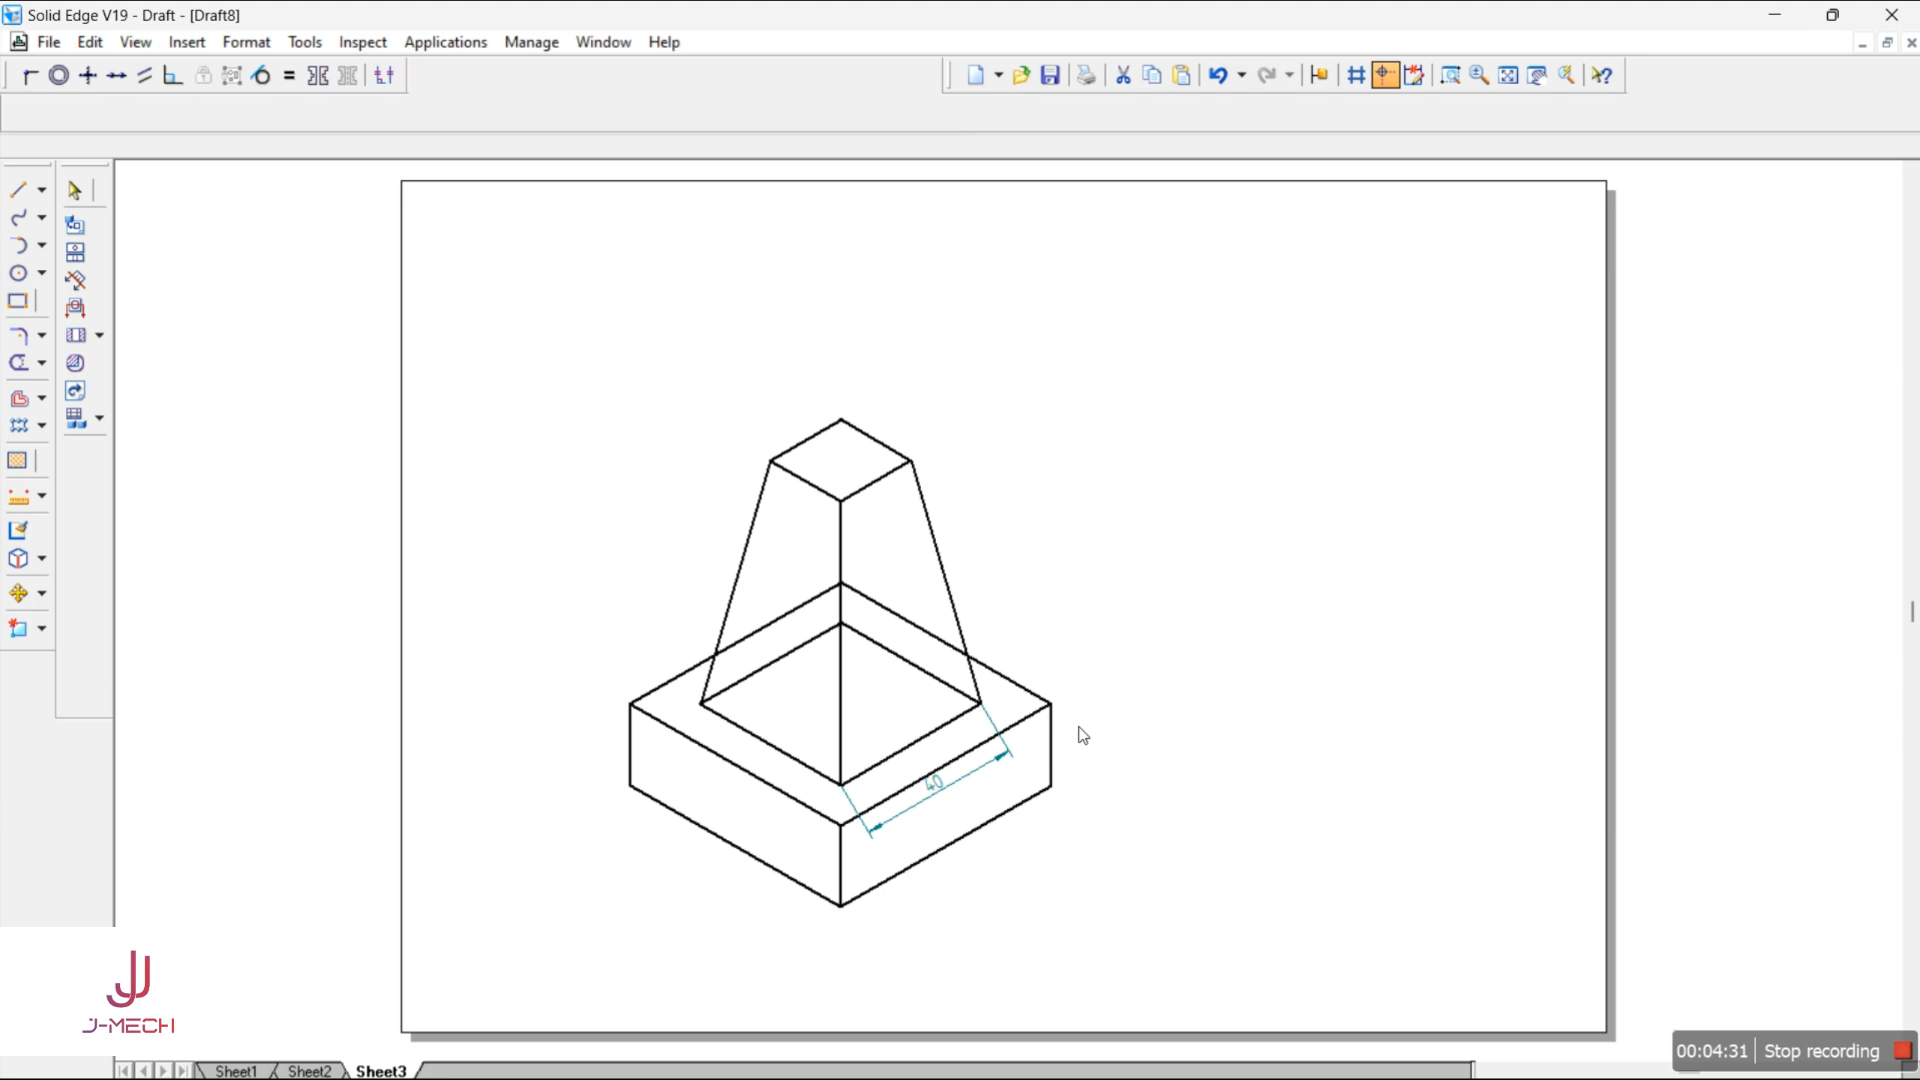 Solid Edge V19 - Draft - [Draft8]
File Edit View Insert Format Tools Inspect Applications Manage Window Help
40
J-MECH
00:04:31 Stop recording
Sheet1 Sheet2 Sheet3